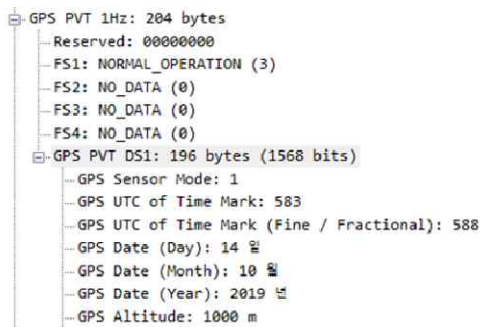 GPS PVT 1Hz: 204 bytes
Reserved: 00000000
FS1: NORMAL_OPERATION (3)
FS2: NO_DATA (0)
FS3: NO_DATA (0)
FS4: NO_DATA (0)
GPS PVT DS1: 196 bytes (1568 bits)
GPS Sensor Mode: 1
GPS UTC of Time Mark: 583
GPS UTC of Time Mark (Fine / Fractional): 588
GPS Date (Day): 14 일
GPS Date (Month): 10 월
GPS Date (Year): 2019 년
GPS Altitude: 1000 m